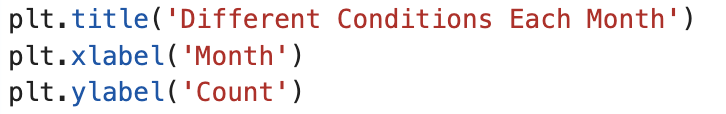 plt.title('Different Conditions Each Month')
plt.xlabel('Month')
plt.ylabel('Count')